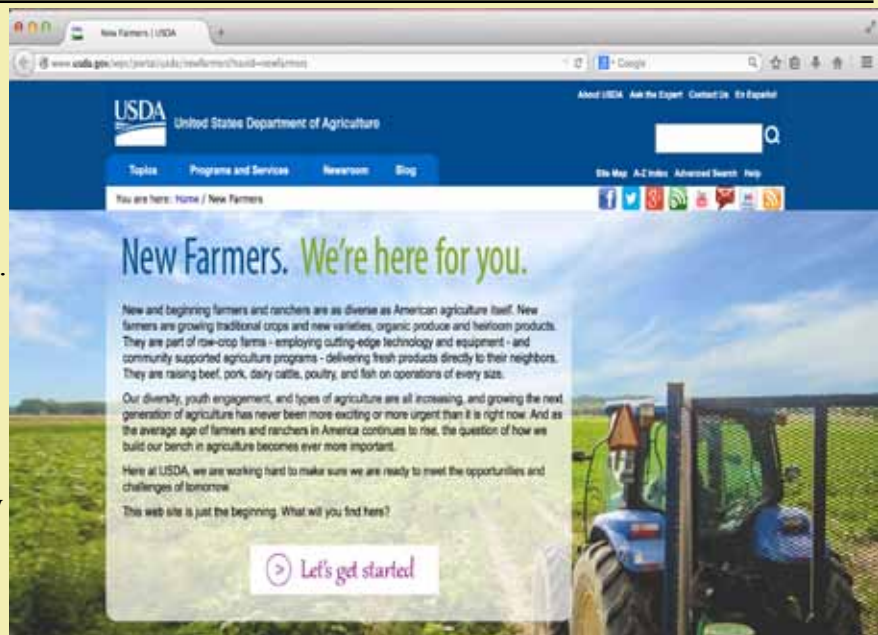 New Farmers | USDA
www.usda.gov/wps/portal/usda/newfarmers?navid=newfarmers
Google
About USDA Ask the Expert Contact Us En Español
USDA
United States Department of Agriculture
Topics Programs and Services Newsroom Blog
Site Map A-Z Index Advanced Search Help
You are here: Home / New Farmers
New Farmers. We're here for you.
New and beginning farmers and ranchers are as diverse as American agriculture itself. New
farmers are growing traditional crops and new varieties, organic produce and heirloom products.
They are part of row-crop farms - employing cutting-edge technology and equipment - and
community supported agriculture programs - delivering fresh products directly to their neighbors.
They are raising beef, pork, dairy cattle, poultry, and fish on operations of every size.
Our diversity, youth engagement, and types of agriculture are all increasing, and growing the next
generation of agriculture has never been more exciting or more urgent than it is right now. And as
the average age of farmers and ranchers in America continues to rise, the question of how we
build our bench in agriculture becomes ever more important.
Here at USDA, we are working hard to make sure we are ready to meet the opportunities and
challenges of tomorrow.
This web site is just the beginning. What will you find here?
Let's get started